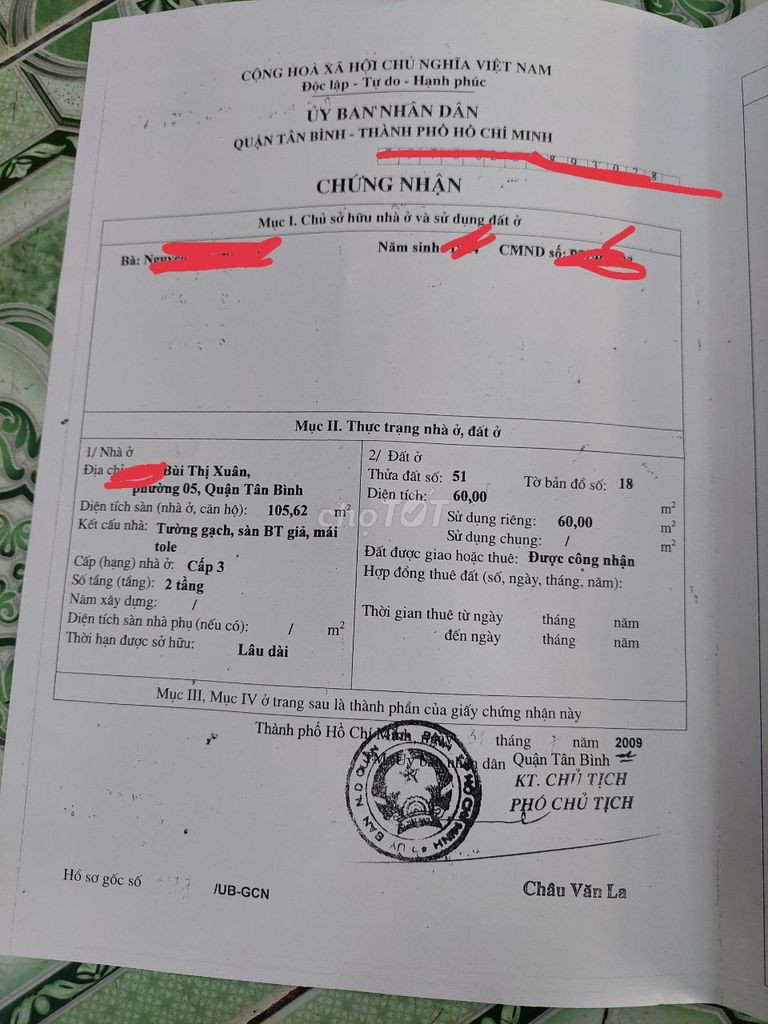 CỘNG HOÀ XÃ HỘI CHỦ NGHĨA VIỆT NAM
Độc lập - Tự do - Hạnh phúc
ỦY BAN NHÂN DÂN
QUẬN TÂN BÌNH - THÀNH PHỐ HỒ CHÍ MINH
CHỨNG NHẬN
Mục I. Chủ sở hữu nhà ở và sử dụng đất ở
Bà: Năm sinh: CMND số:
Mục II. Thực trạng nhà ở, đất ở
1/ Nhà ở
Địa chỉ Bùi Thị Xuân,
phường 05, Quận Tân Bình
Diện tích sàn (nhà ở, căn hộ): 105,62 m²
Kết cấu nhà: Tường gạch, sàn BT giả, mái
tole
Cấp (hạng) nhà ở: Cấp 3
Số tầng (tầng): 2 tầng
Năm xây dựng: /
Diện tích sàn nhà phụ (nếu có): / m²
Thời hạn được sở hữu: Lâu dài
2/ Đất ở
Thửa đất số: 51 Tờ bản đồ số: 18
Diện tích: 60,00 m²
Sử dụng riêng: 60,00 m²
Sử dụng chung: / m²
Đất được giao hoặc thuê: Được công nhận
Hợp đồng thuê đất (số, ngày, tháng, năm):
Thời gian thuê từ ngày tháng năm
đến ngày tháng năm
chợTỐT
Mục III, Mục IV ở trang sau là thành phần của giấy chứng nhận này
Thành phố Hồ Chí Minh, ngày tháng năm 2009
TM. Uỷ ban nhân dân Quận Tân Bình
KT. CHỦ TỊCH
PHÓ CHỦ TỊCH
Châu Văn La
Hồ sơ gốc số /UB-GCN